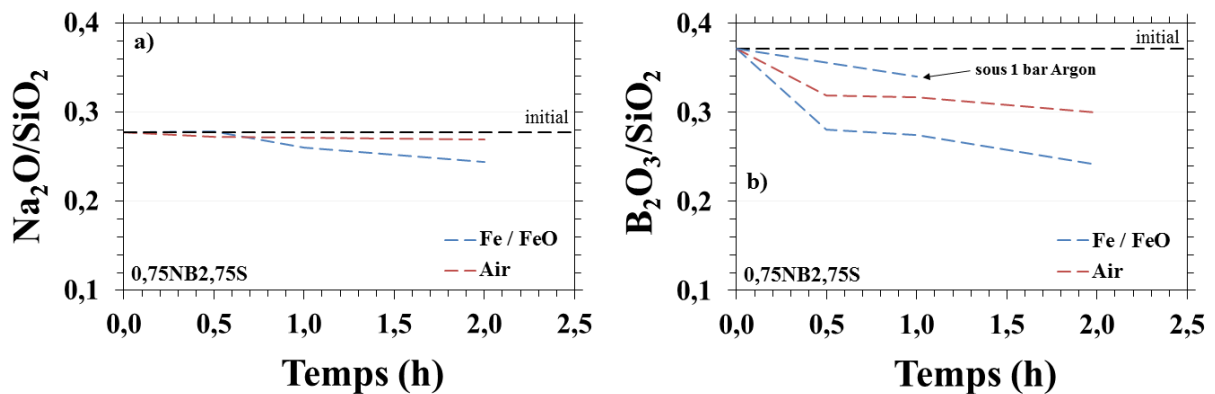 0,4
0,3
0,2
0,1
Na₂O/SiO₂
a)
initial
Fe / FeO
Air
0,75NB2,75S
0,0 0,5 1,0 1,5 2,0 2,5
Temps (h)
0,4
0,3
0,2
0,1
B₂O₃/SiO₂
initial
sous 1 bar Argon
b)
Fe / FeO
Air
0,75NB2,75S
0,0 0,5 1,0 1,5 2,0 2,5
Temps (h)